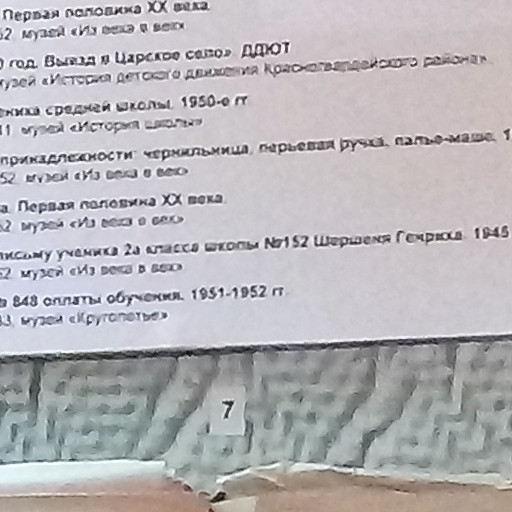 Первая половина XX века.
52, музей «Из века в век»
год. Выезд в Царское село». ДДЮТ
музей «История детского движения Красногвардейского района».
еника средней школы. 1950-е гг.
11, музей «История школы»
принадлежности: чернильница, перьевая ручка, папье-маше. 1
52, музей «Из века в век»
а. Первая половина XX века.
52, музей «Из века в век»
письму ученика 2а класса школы №152 Шершеня Генриха. 1945
52, музей «Из века в век»
в 848 оплаты обучения. 1951-1952 гг.
33, музей «Кругополье»
7